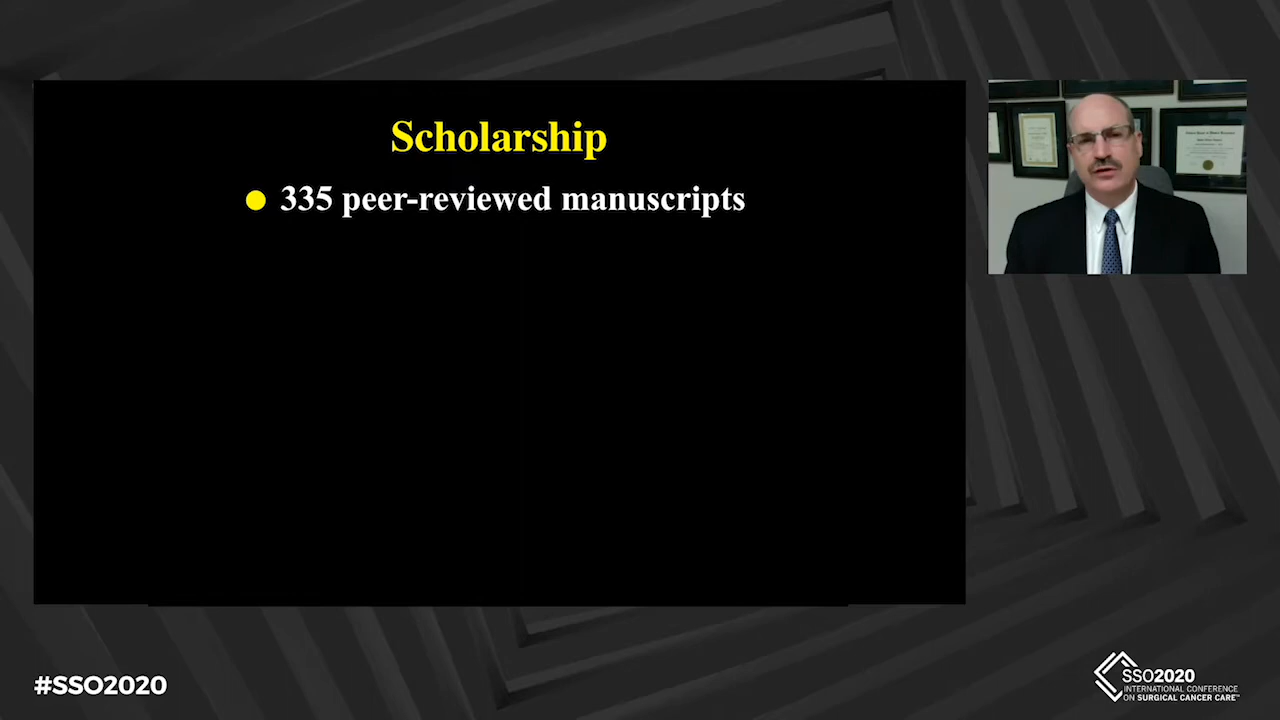 Scholarship
335 peer-reviewed manuscripts
#SSO2020
SSO2020
INTERNATIONAL CONFERENCE
ON SURGICAL CANCER CARE™